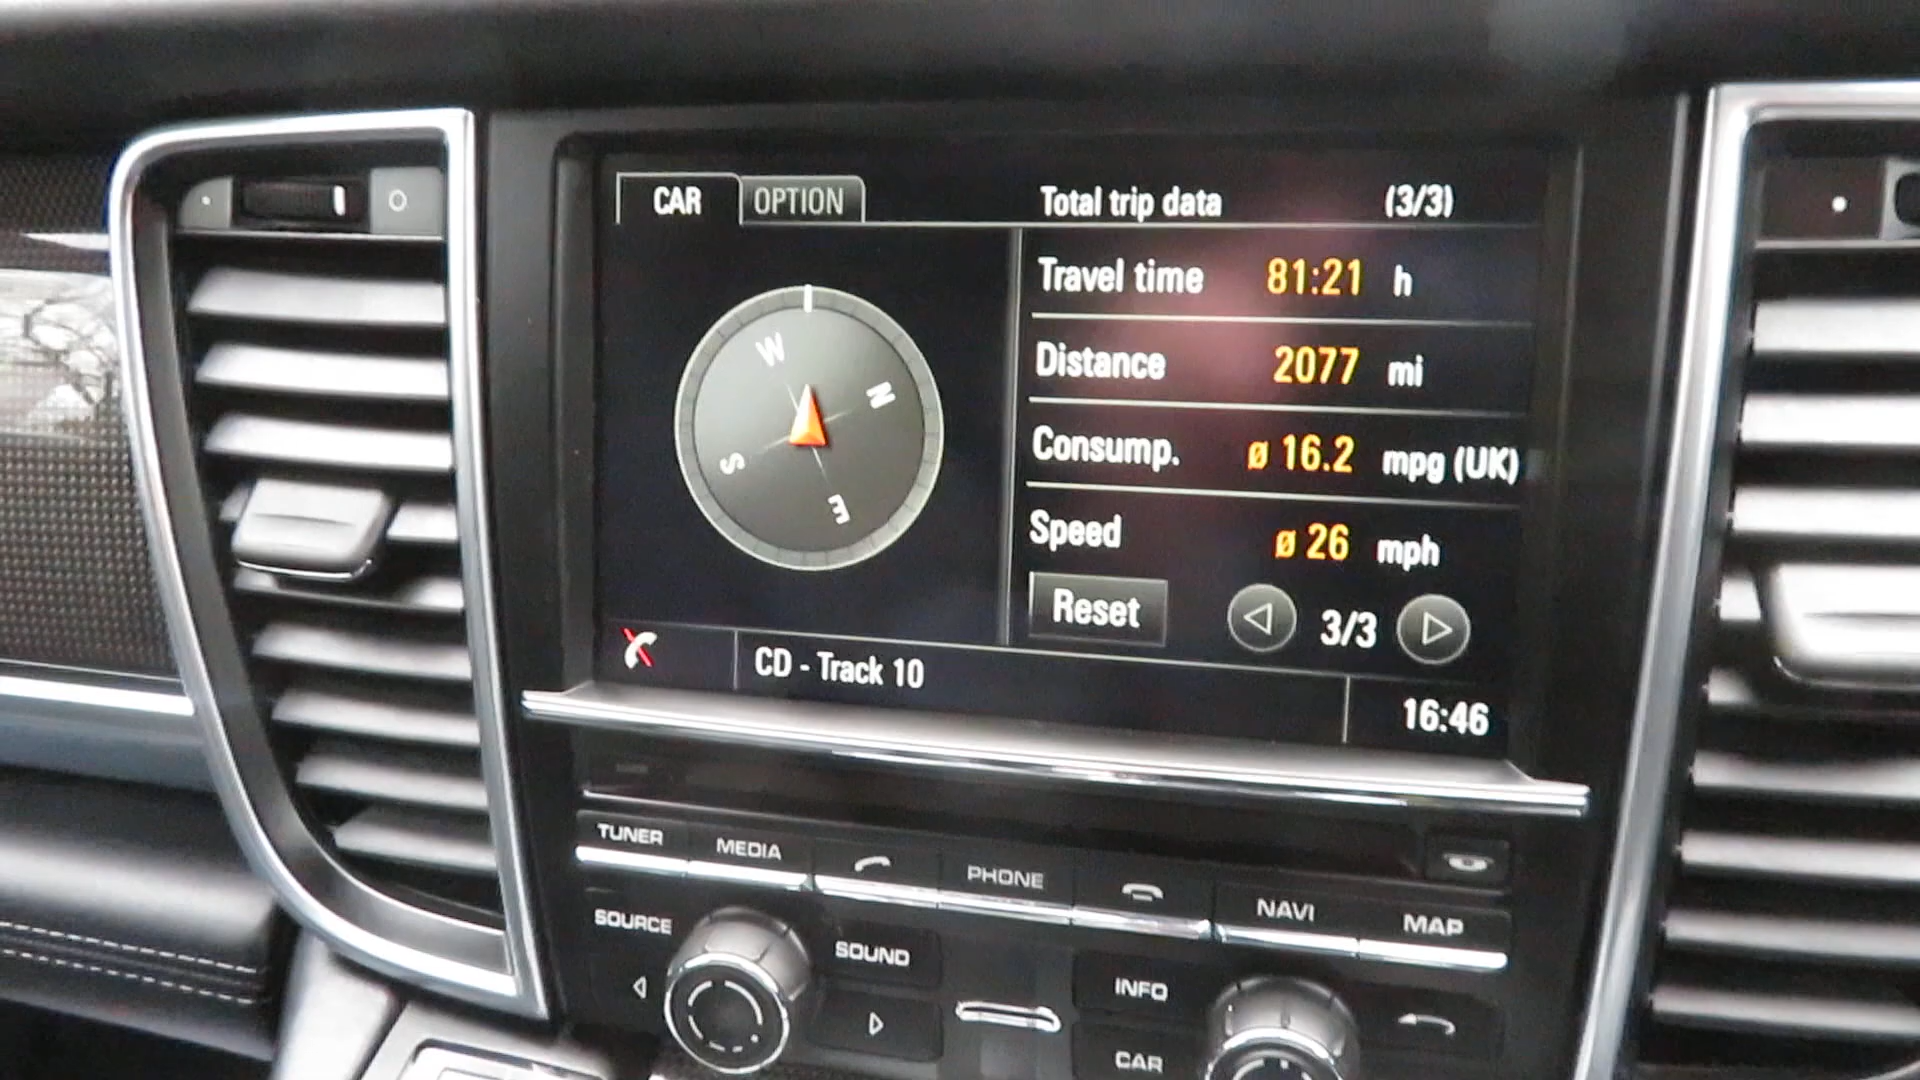 CAR OPTION Total trip data (3/3)
Travel time 81:21 h
Distance 2077 mi
Consump. ø 16.2 mpg (UK)
Speed ø 26 mph
W
N
S
E
Reset 3/3
CD - Track 10
16:46
TUNER MEDIA PHONE NAVI MAP
SOURCE SOUND INFO
CAR